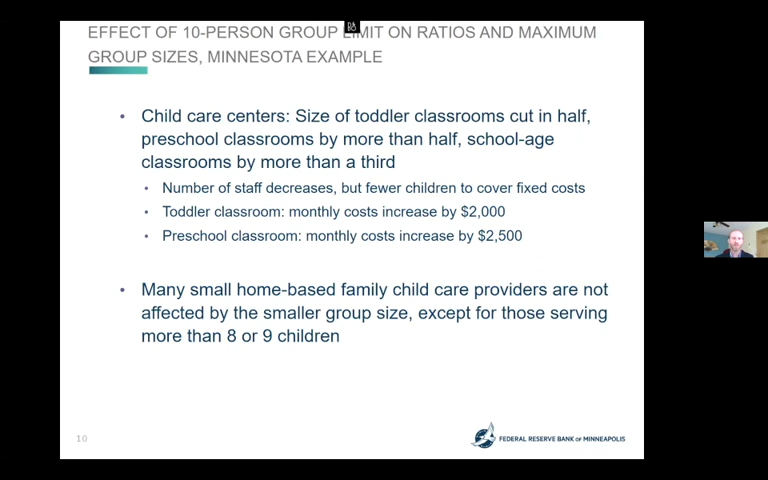 EFFECT OF 10-PERSON GROUP LIMIT ON RATIOS AND MAXIMUM
GROUP SIZES, MINNESOTA EXAMPLE
• Child care centers: Size of toddler classrooms cut in half,
preschool classrooms by more than half, school-age
classrooms by more than a third
• Number of staff decreases, but fewer children to cover fixed costs
• Toddler classroom: monthly costs increase by $2,000
• Preschool classroom: monthly costs increase by $2,500
• Many small home-based family child care providers are not
affected by the smaller group size, except for those serving
more than 8 or 9 children
10
FEDERAL RESERVE BANK OF MINNEAPOLIS